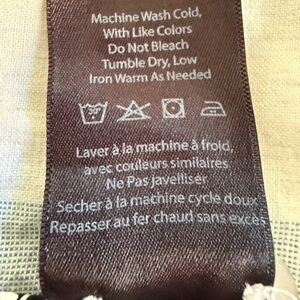 Machine Wash Cold,
With Like Colors
Do Not Bleach
Tumble Dry, Low
Iron Warm As Needed
30°
Laver à la machine à froid,
avec couleurs similaires
Ne Pas javelliser
Secher à la machine cycle doux
Repasser au fer chaud sans excès